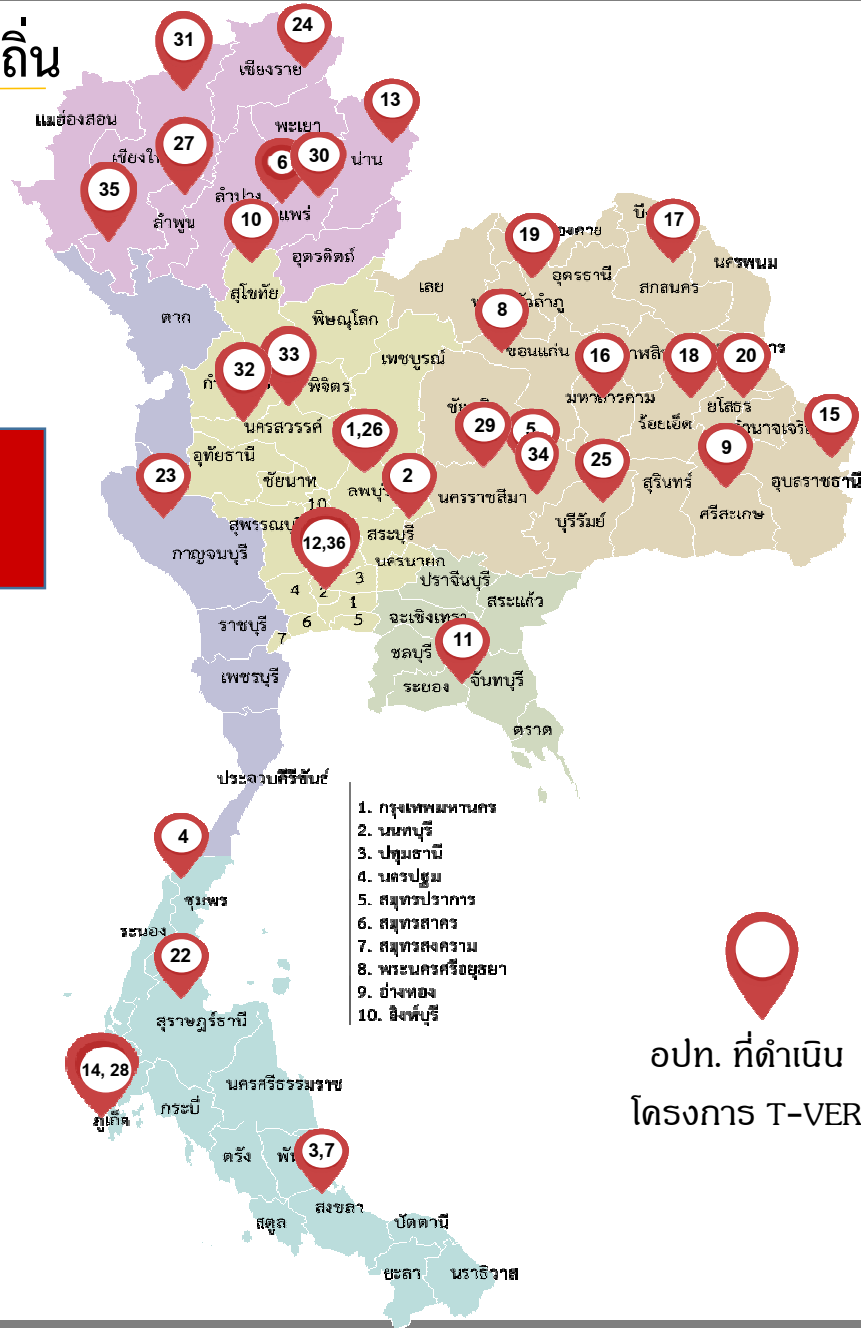 ถิ่น
31
24
เชียงราย
13
แม่ฮ่องสอน
พะเยา
27
6
30
น่าน
35
ลำปาง
ลำพูน
10
แพร่
อุตรดิตถ์
19
17
นครพนม
อุดรธานี
สกลนคร
เลย
สุโขทัย
ตาก
พิษณุโลก
8
ขอนแก่น
เพชรบูรณ์
16
18
20
32
33
พิจิตร
มหาสารคาม
ยโสธร
ร้อยเอ็ด
15
นครสวรรค์
1,26
29
5
34
9
อุทัยธานี
ชัยนาท
2
25
23
นครราชสีมา
สุรินทร์
อุบลราชธานี
บุรีรัมย์
ศรีสะเกษ
10
สระบุรี
กาญจนบุรี
12,36
นครนายก
3
ปราจีนบุรี
4
2
1
สระแก้ว
ราชบุรี
6
5
ฉะเชิงเทรา
7
11
ชลบุรี
เพชรบุรี
ระยอง
จันทบุรี
ตราด
ประจวบคีรีขันธ์
1. กรุงเทพมหานคร
2. นนทบุรี
3. ปทุมธานี
4. นครปฐม
5. สมุทรปราการ
6. สมุทรสาคร
7. สมุทรสงคราม
8. พระนครศรีอยุธยา
9. อ่างทอง
10. สิงห์บุรี
4
ชุมพร
ระนอง
22
สุราษฎร์ธานี
14, 28
นครศรีธรรมราช
กระบี่
ภูเก็ต
ตรัง
3,7
สงขลา
สตูล
ปัตตานี
ยะลา
นราธิวาส
อปท. ที่ดำเนิน
โครงการ T-VER